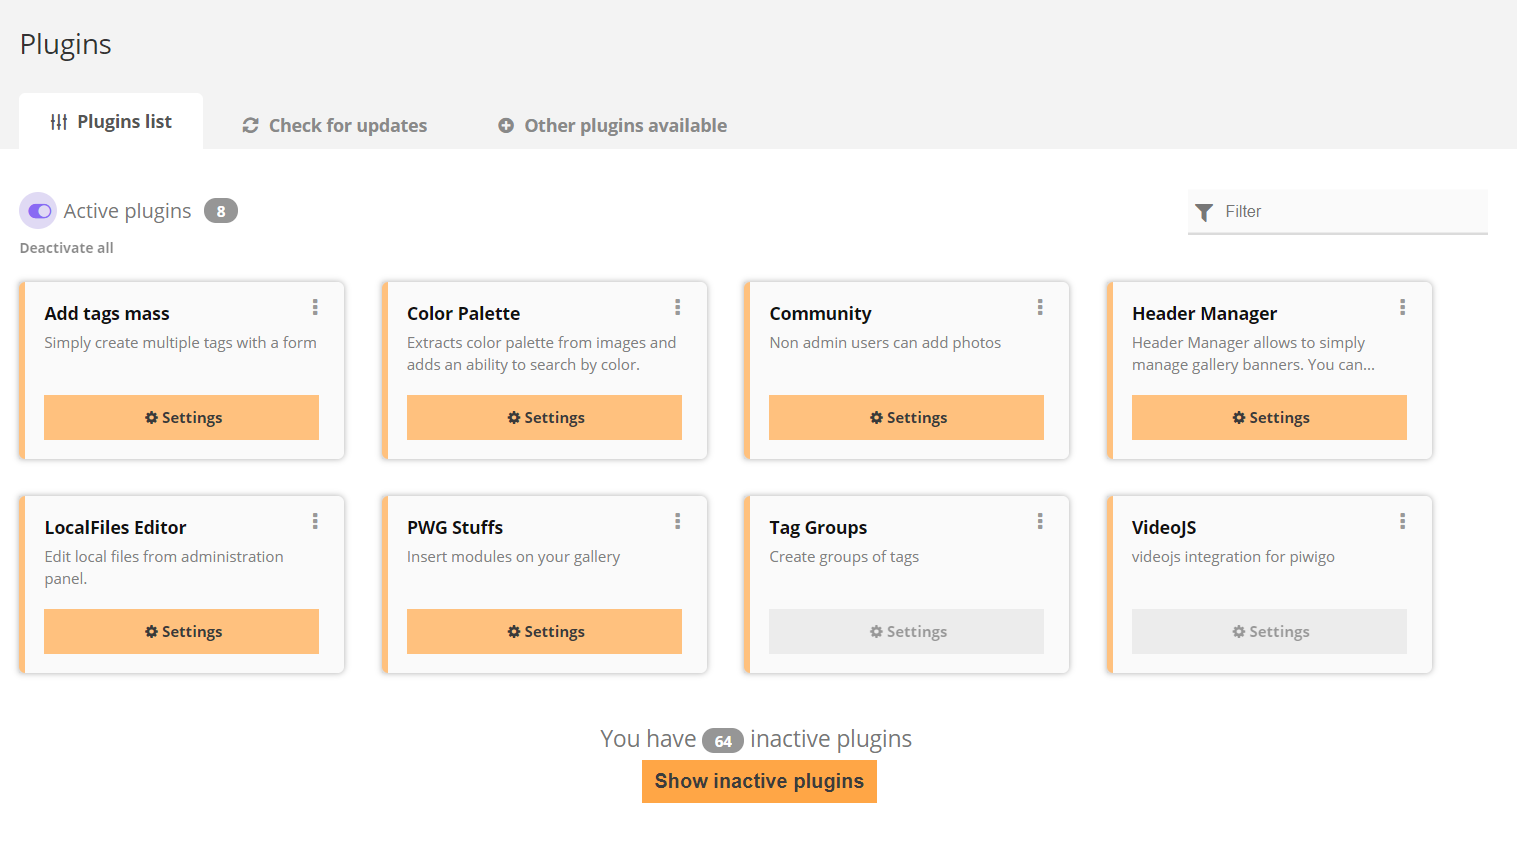 Plugins
Plugins list
Check for updates
Other plugins available
Active plugins 8
Filter
Deactivate all
Add tags mass
Simply create multiple tags with a form
Settings
Color Palette
Extracts color palette from images and
adds an ability to search by color.
Settings
Community
Non admin users can add photos
Settings
Header Manager
Header Manager allows to simply
manage gallery banners. You can...
Settings
LocalFiles Editor
Edit local files from administration
panel.
Settings
PWG Stuffs
Insert modules on your gallery
Settings
Tag Groups
Create groups of tags
Settings
VideoJS
videojs integration for piwigo
Settings
You have 64 inactive plugins
Show inactive plugins